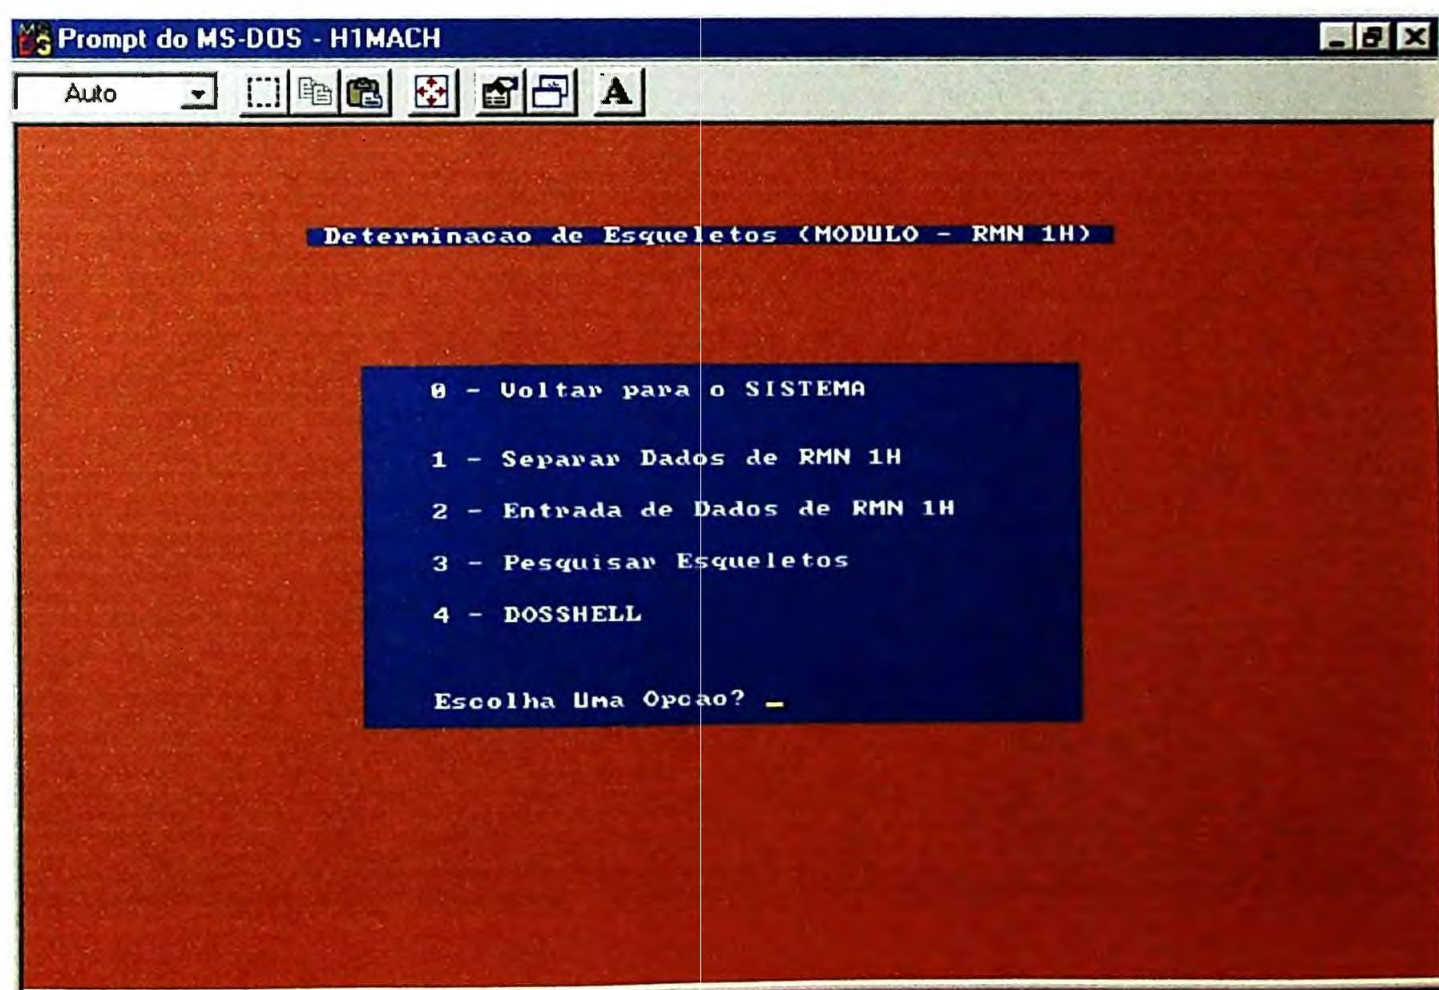 Prompt do MS-DOS - H1MACH
Auto
A
Determinacao de Esqueletos (MODULO - RMN 1H)
0 - Voltar para o SISTEMA
1 - Separar Dados de RMN 1H
2 - Entrada de Dados de RMN 1H
3 - Pesquisar Esqueletos
4 - DOSSHELL
Escolha Uma Opcao? _